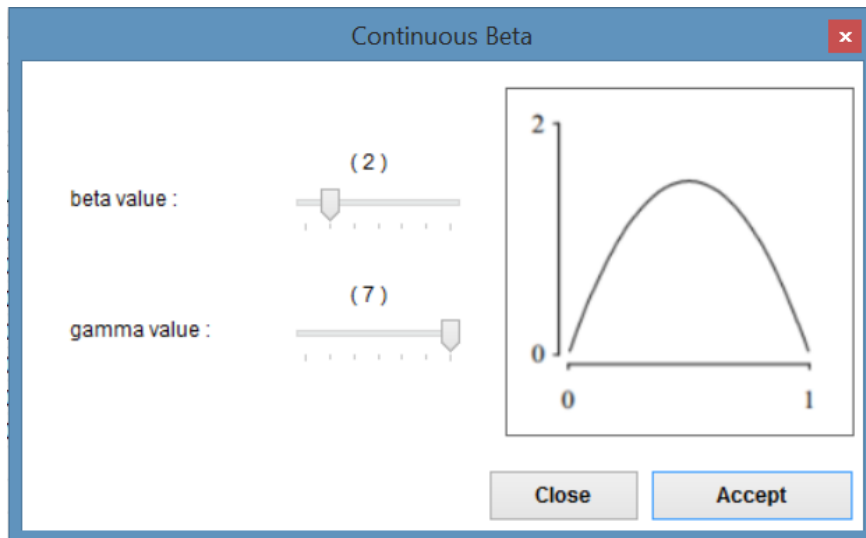 Continuous Beta
( 2 )
beta value :
( 7 )
gamma value :
2
0
0 1
Close Accept